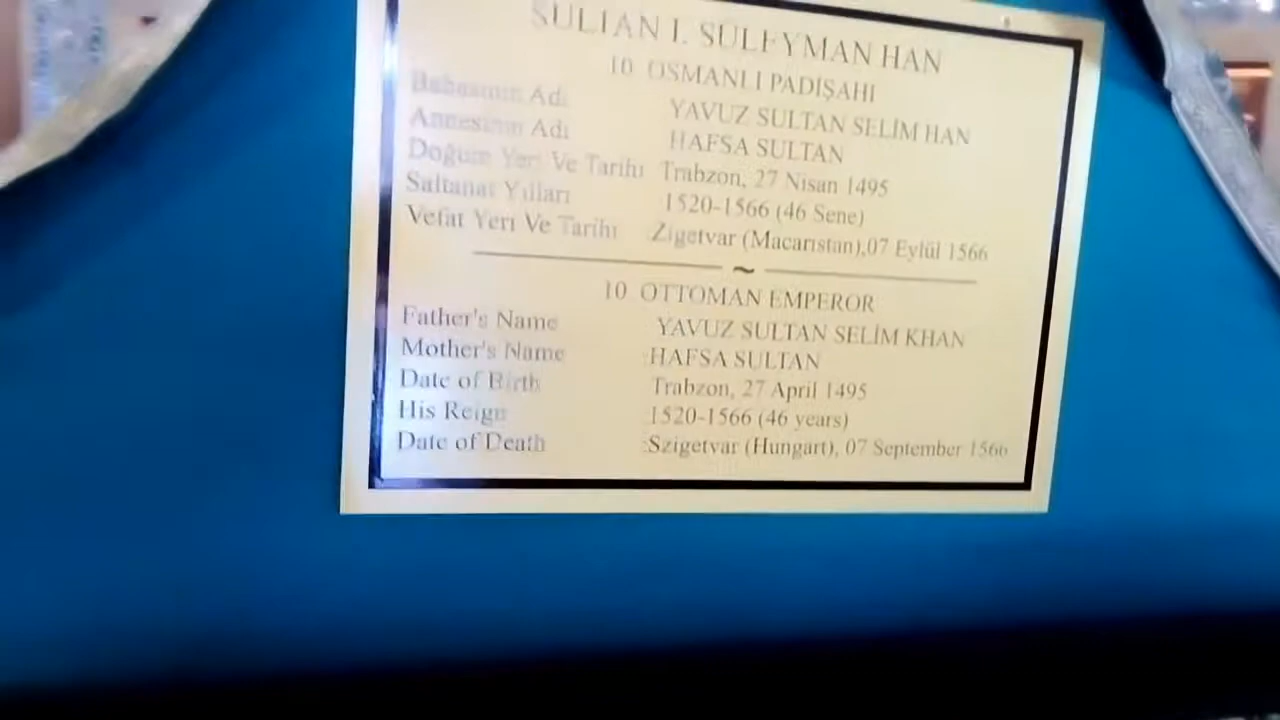 SULTAN I. SULEYMAN HAN
10 OSMANLI PADIŞAHI
Babasının Adı YAVUZ SULTAN SELİM HAN
Annesinin Adı HAFSA SULTAN
Doğum Yeri Ve Tarihi Trabzon, 27 Nisan 1495
Saltanat Yılları 1520-1566 (46 Sene)
Vefat Yeri Ve Tarihi Zigetvar (Macaristan),07 Eylül 1566
~
10 OTTOMAN EMPEROR
Father's Name YAVUZ SULTAN SELİM KHAN
Mother's Name :HAFSA SULTAN
Date of Birth Trabzon, 27 April 1495
His Reign :1520-1566 (46 years)
Date of Death :Szigetvar (Hungart), 07 September 1566